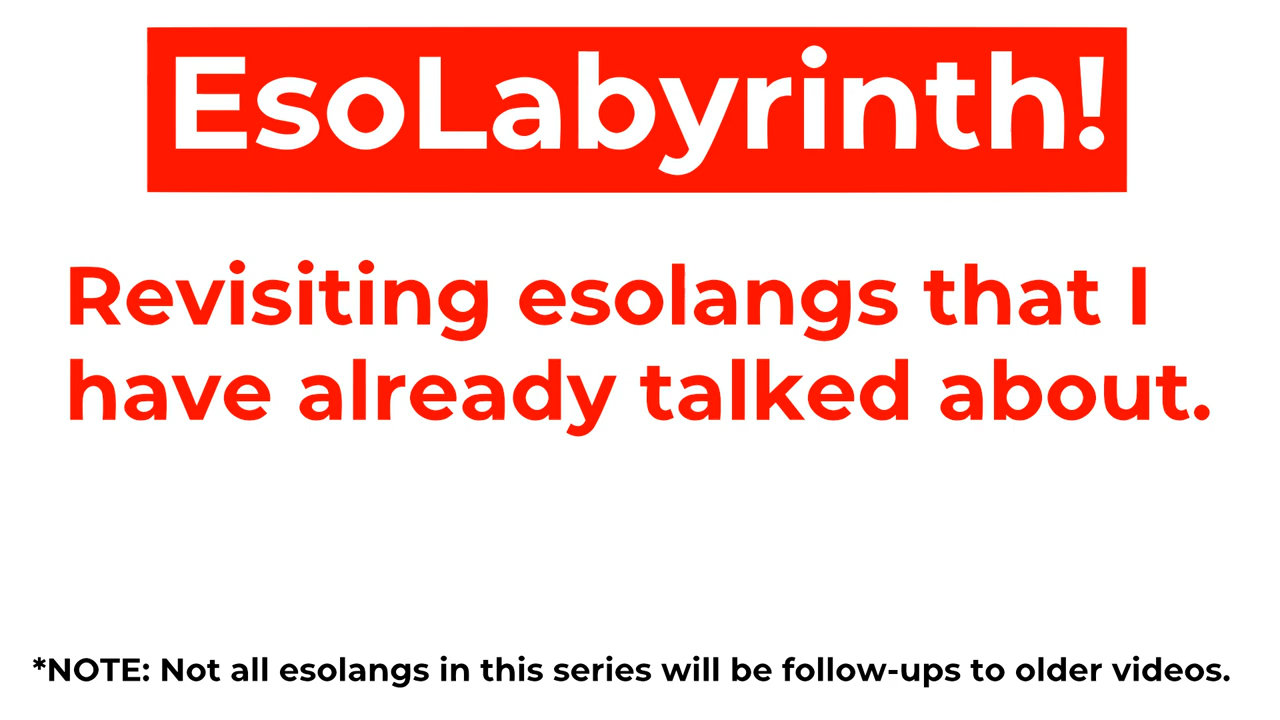 EsoLabyrinth!
Revisiting esolangs that I
have already talked about.
*NOTE: Not all esolangs in this series will be follow-ups to older videos.